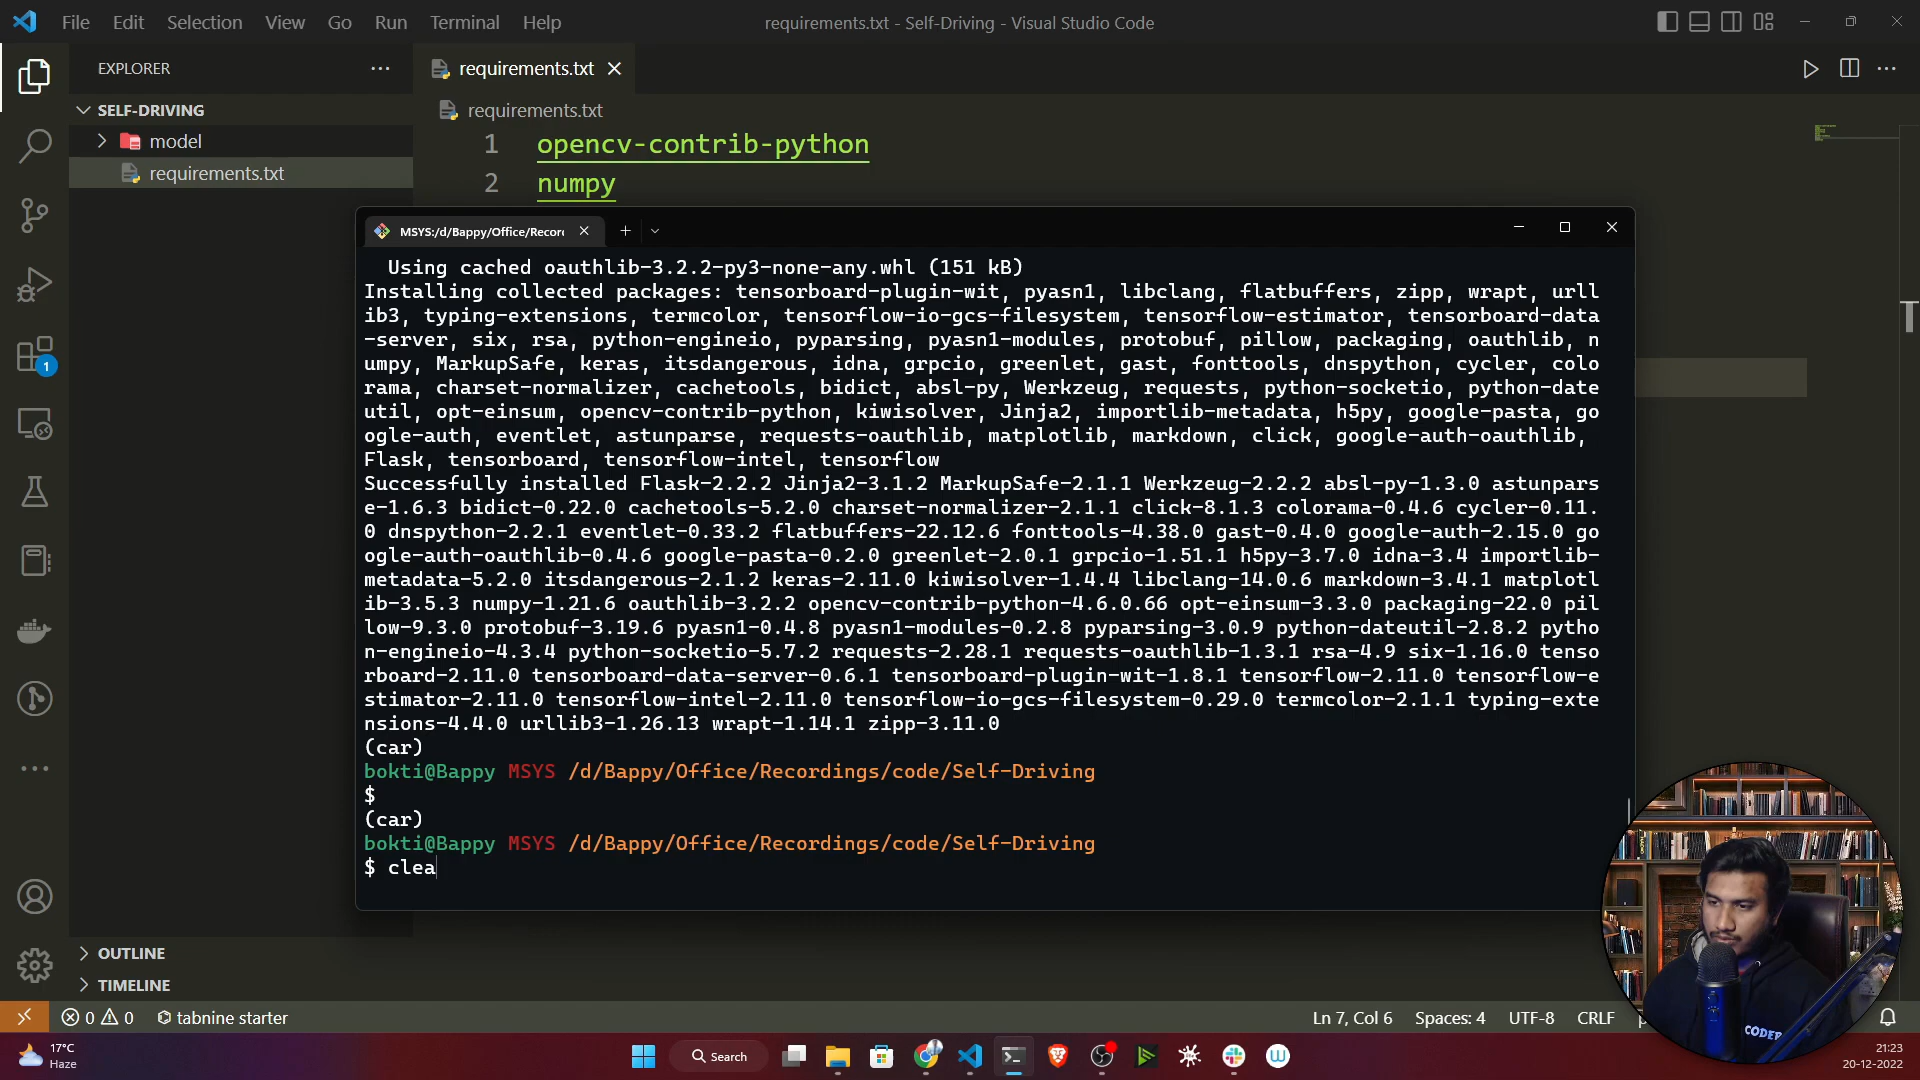 File Edit Selection View Go Run Terminal Help
requirements.txt - Self-Driving - Visual Studio Code
EXPLORER
requirements.txt
SELF-DRIVING
requirements.txt
model
requirements.txt
1 opencv-contrib-python
2 numpy
MSYS:/d/Bappy/Office/Recor
Using cached oauthlib-3.2.2-py3-none-any.whl (151 kB)
Installing collected packages: tensorboard-plugin-wit, pyasn1, libclang, flatbuffers, zipp, wrapt, urll
ib3, typing-extensions, termcolor, tensorflow-io-gcs-filesystem, tensorflow-estimator, tensorboard-data
-server, six, rsa, python-engineio, pyparsing, pyasn1-modules, protobuf, pillow, packaging, oauthlib, n
umpy, MarkupSafe, keras, itsdangerous, idna, grpcio, greenlet, gast, fonttools, dnspython, cycler, colo
rama, charset-normalizer, cachetools, bidict, absl-py, Werkzeug, requests, python-socketio, python-date
util, opt-einsum, opencv-contrib-python, kiwisolver, Jinja2, importlib-metadata, h5py, google-pasta, go
ogle-auth, eventlet, astunparse, requests-oauthlib, matplotlib, markdown, click, google-auth-oauthlib,
Flask, tensorboard, tensorflow-intel, tensorflow
Successfully installed Flask-2.2.2 Jinja2-3.1.2 MarkupSafe-2.1.1 Werkzeug-2.2.2 absl-py-1.3.0 astunpars
e-1.6.3 bidict-0.22.0 cachetools-5.2.0 charset-normalizer-2.1.1 click-8.1.3 colorama-0.4.6 cycler-0.11.
0 dnspython-2.2.1 eventlet-0.33.2 flatbuffers-22.12.6 fonttools-4.38.0 gast-0.4.0 google-auth-2.15.0 go
ogle-auth-oauthlib-0.4.6 google-pasta-0.2.0 greenlet-2.0.1 grpcio-1.51.1 h5py-3.7.0 idna-3.4 importlib-
metadata-5.2.0 itsdangerous-2.1.2 keras-2.11.0 kiwisolver-1.4.4 libclang-14.0.6 markdown-3.4.1 matplotl
ib-3.5.3 numpy-1.21.6 oauthlib-3.2.2 opencv-contrib-python-4.6.0.66 opt-einsum-3.3.0 packaging-22.0 pil
low-9.3.0 protobuf-3.19.6 pyasn1-0.4.8 pyasn1-modules-0.2.8 pyparsing-3.0.9 python-dateutil-2.8.2 pytho
n-engineio-4.3.4 python-socketio-5.7.2 requests-2.28.1 requests-oauthlib-1.3.1 rsa-4.9 six-1.16.0 tenso
rboard-2.11.0 tensorboard-data-server-0.6.1 tensorboard-plugin-wit-1.8.1 tensorflow-2.11.0 tensorflow-e
stimator-2.11.0 tensorflow-intel-2.11.0 tensorflow-io-gcs-filesystem-0.29.0 termcolor-2.1.1 typing-exte
nsions-4.4.0 urllib3-1.26.13 wrapt-1.14.1 zipp-3.11.0
(car)
bokti@Bappy MSYS /d/Bappy/Office/Recordings/code/Self-Driving
$
(car)
bokti@Bappy MSYS /d/Bappy/Office/Recordings/code/Self-Driving
$ clea
1
OUTLINE
TIMELINE
CODER
0 0 tabnine starter
Ln 7, Col 6 Spaces: 4 UTF-8 CRLF
17°C
Haze
Search
21:23
20-12-2022